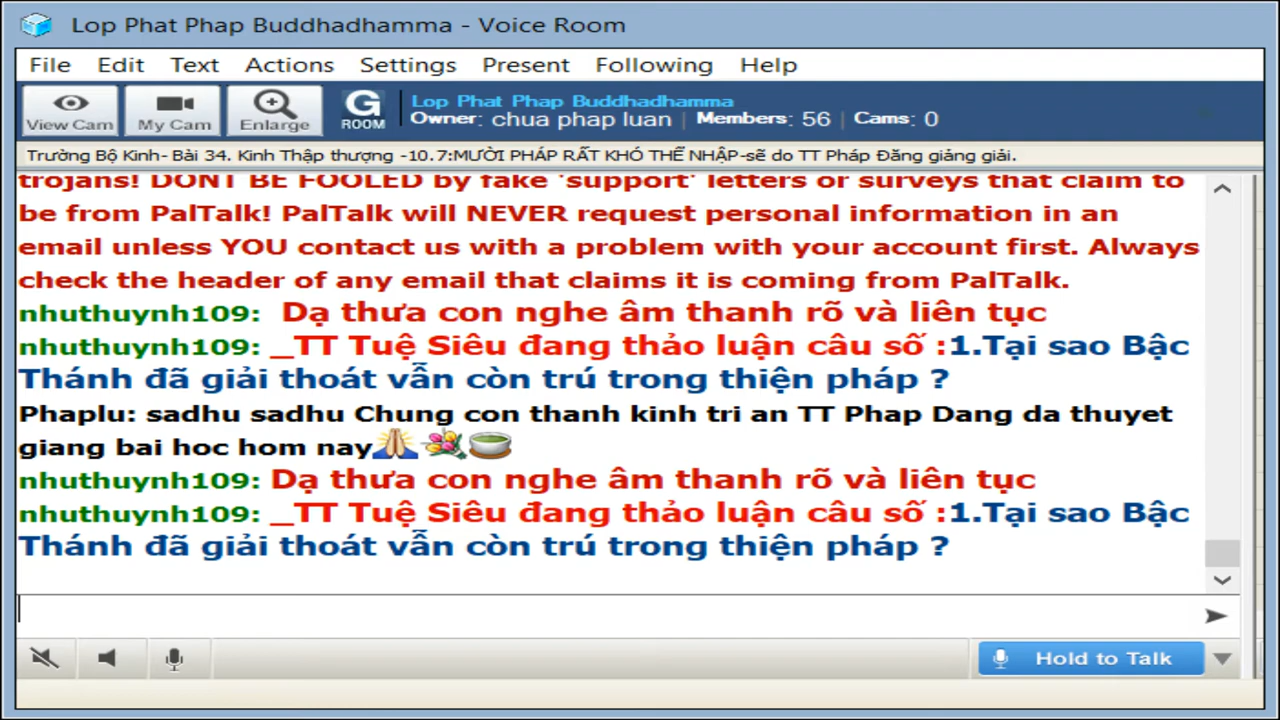 Lop Phat Phap Buddhadhamma - Voice Room
File Edit Text Actions Settings Present Following Help
View Cam My Cam Enlarge G ROOM
Lop Phat Phap Buddhadhamma
Owner: chua phap luan | Members: 56 | Cams: 0
Trường Bộ Kinh- Bài 34. Kinh Thập thượng -10.7:MƯỜI PHÁP RẤT KHÓ THỂ NHẬP-sẽ do TT Pháp Đăng giảng giải.
trojans! DONT BE FOOLED by fake 'support' letters or surveys that claim to
be from PalTalk! PalTalk will NEVER request personal information in an
email unless YOU contact us with a problem with your account first. Always
check the header of any email that claims it is coming from PalTalk.
nhuthuynh109: Dạ thưa con nghe âm thanh rõ và liên tục
nhuthuynh109: _TT Tuệ Siêu đang thảo luận câu số :1.Tại sao Bậc
Thánh đã giải thoát vẫn còn trú trong thiện pháp ?
Phaplu: sadhu sadhu Chung con thanh kinh tri an TT Phap Dang da thuyet
giang bai hoc hom nay
nhuthuynh109: Dạ thưa con nghe âm thanh rõ và liên tục
nhuthuynh109: _TT Tuệ Siêu đang thảo luận câu số :1.Tại sao Bậc
Thánh đã giải thoát vẫn còn trú trong thiện pháp ?
Hold to Talk